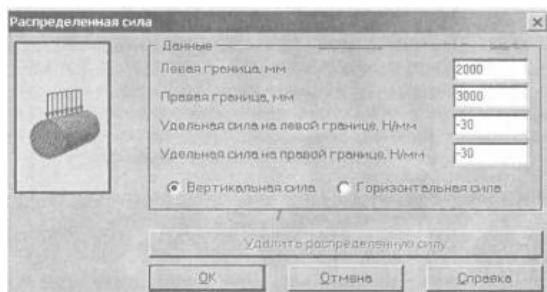 Распределенная сила
Данные
Левая граница, мм 2000
Правая граница, мм 3000
Удельная сила на левой границе, Н/мм -30
Удельная сила на правой границе, Н/мм -30
Вертикальная сила Горизонтальная сила
Удалить распределенную силу
OK Отмена Справка